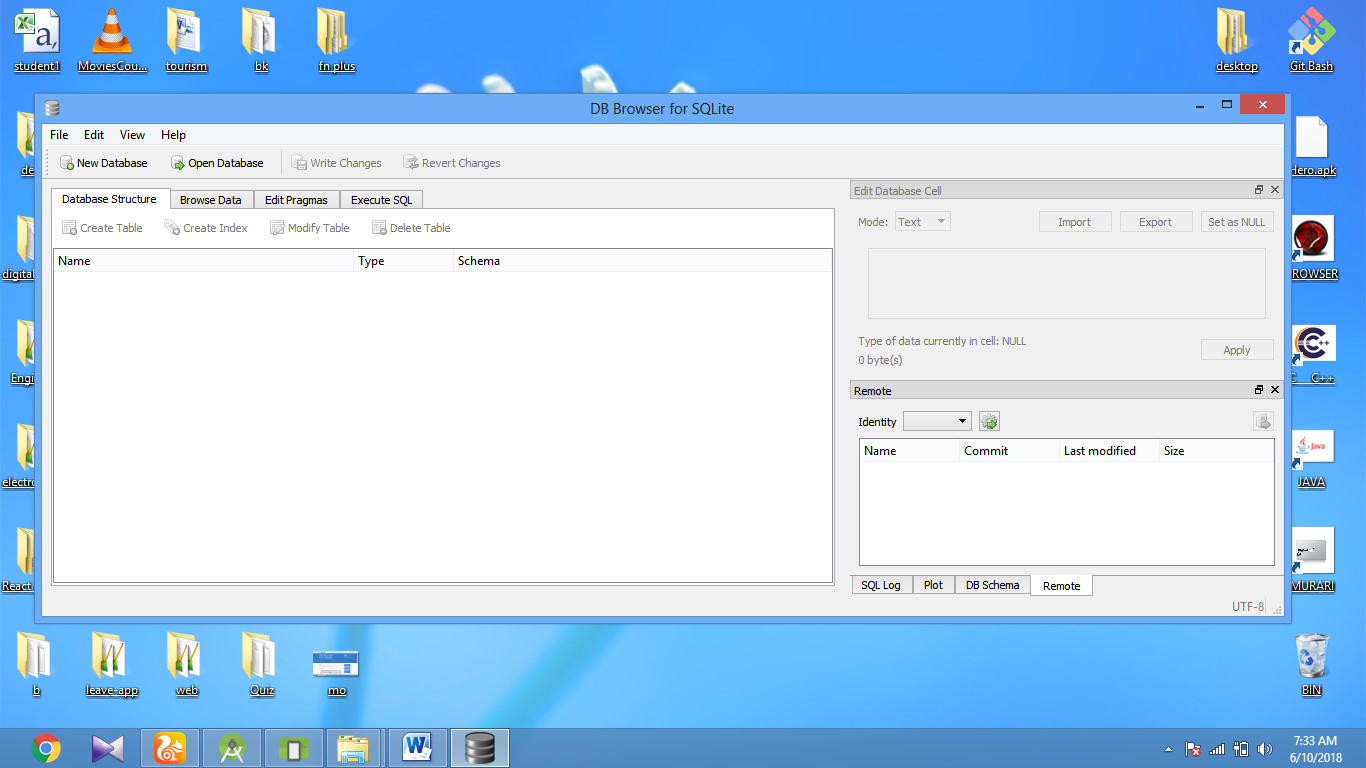 student1
MoviesCou...
tourism
bk
fn plus
desktop
Git Bash
DB Browser for SQLite
File Edit View Help
New Database Open Database Write Changes Revert Changes
Database Structure Browse Data Edit Pragmas Execute SQL
Create Table Create Index Modify Table Delete Table
Name Type Schema
Edit Database Cell
Mode: Text Import Export Set as NULL
Type of data currently in cell: NULL
0 byte(s)
Apply
Remote
Identity
Name Commit Last modified Size
SQL Log Plot DB Schema Remote
UTF-8
de
digital
Engi
electro
React
Hero.apk
ROWSER
C C++
Java
JAVA
MURARI
b
leave-app
web
Quiz
mo
BIN
7:33 AM
6/10/2018